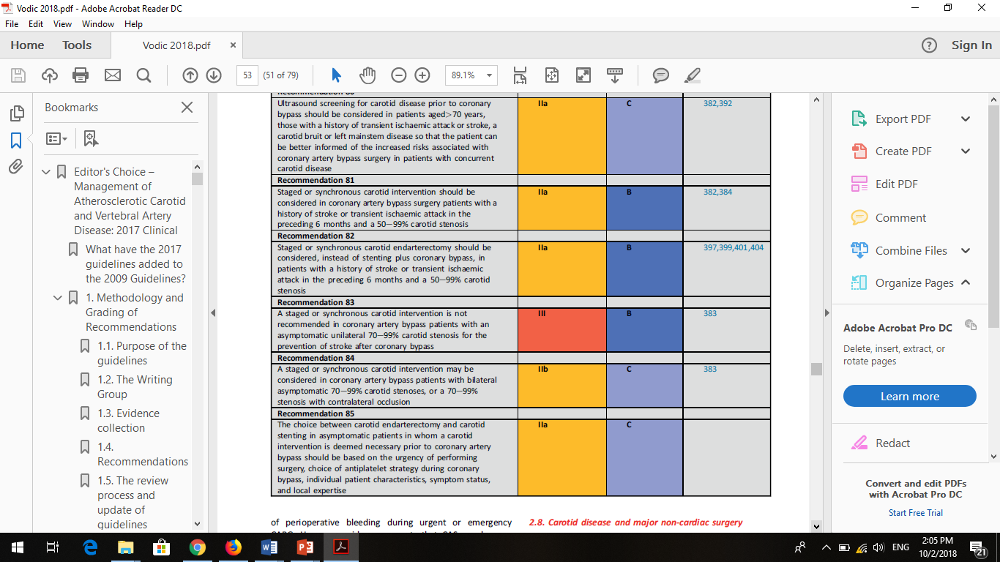 Vodic 2018.pdf - Adobe Acrobat Reader DC
File Edit View Window Help
Home Tools Vodic 2018.pdf × Sign In
53 (51 of 79) 89.1%
Bookmarks
Editor's Choice –
Management of
Atherosclerotic Carotid
and Vertebral Artery
Disease: 2017 Clinical
What have the 2017
guidelines added to
the 2009 Guidelines?
1. Methodology and
Grading of
Recommendations
1.1. Purpose of the
guidelines
1.2. The Writing
Group
1.3. Evidence
collection
1.4.
Recommendations
1.5. The review
process and
update of
guidelines
Recommendation 80
Ultrasound screening for carotid disease prior to coronary IIa C 382,392
bypass should be considered in patients aged>70 years,
those with a history of transient ischaemic attack or stroke, a
carotid bruit or left mainstem disease so that the patient can
be better informed of the increased risks associated with
coronary artery bypass surgery in patients with concurrent
carotid disease
Recommendation 81
Staged or synchronous carotid intervention should be IIa B 382,384
considered in coronary artery bypass surgery patients with a
history of stroke or transient ischaemic attack in the
preceding 6 months and a 50–99% carotid stenosis
Recommendation 82
Staged or synchronous carotid endarterectomy should be IIa B 397,399,401,404
considered, instead of stenting plus coronary bypass, in
patients with a history of stroke or transient ischaemic
attack in the preceding 6 months and a 50–99% carotid
stenosis
Recommendation 83
A staged or synchronous carotid intervention is not III B 383
recommended in coronary artery bypass patients with an
asymptomatic unilateral 70–99% carotid stenosis for the
prevention of stroke after coronary bypass
Recommendation 84
A staged or synchronous carotid intervention may be IIb C 383
considered in coronary artery bypass patients with bilateral
asymptomatic 70–99% carotid stenoses, or a 70–99%
stenosis with contralateral occlusion
Recommendation 85
The choice between carotid endarterectomy and carotid IIa C
stenting in asymptomatic patients in whom a carotid
intervention is deemed necessary prior to coronary artery
bypass should be based on the urgency of performing
surgery, choice of antiplatelet strategy during coronary
bypass, individual patient characteristics, symptom status,
and local expertise
of perioperative bleeding during urgent or emergency
2.8. Carotid disease and major non-cardiac surgery
Export PDF
Create PDF
Edit PDF
Comment
Combine Files
Organize Pages
Adobe Acrobat Pro DC
Delete, insert, extract, or
rotate pages
Learn more
Redact
Convert and edit PDFs
with Acrobat Pro DC
Start Free Trial
ENG
2:05 PM
10/2/2018
21